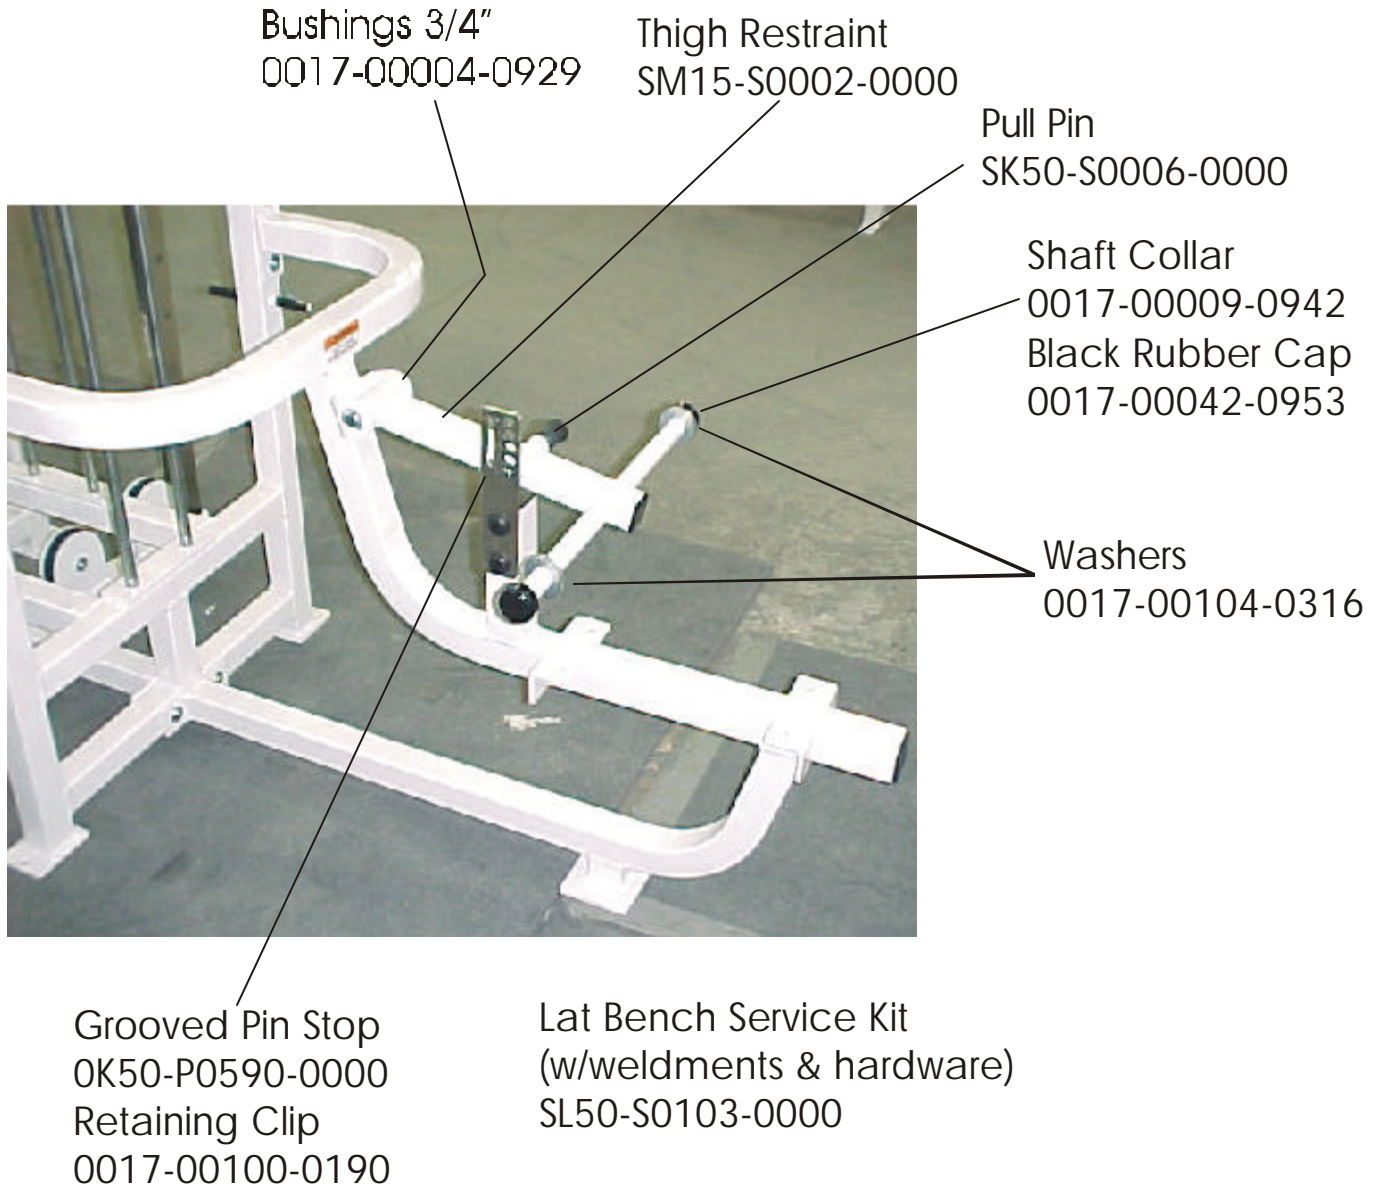 Bushings 3/4"
0017-00004-0929
Thigh Restraint
SM15-S0002-0000
Pull Pin
SK50-S0006-0000
Shaft Collar
0017-00009-0942
Black Rubber Cap
0017-00042-0953
Washers
0017-00104-0316
Grooved Pin Stop
0K50-P0590-0000
Retaining Clip
0017-00100-0190
Lat Bench Service Kit
(w/weldments & hardware)
SL50-S0103-0000